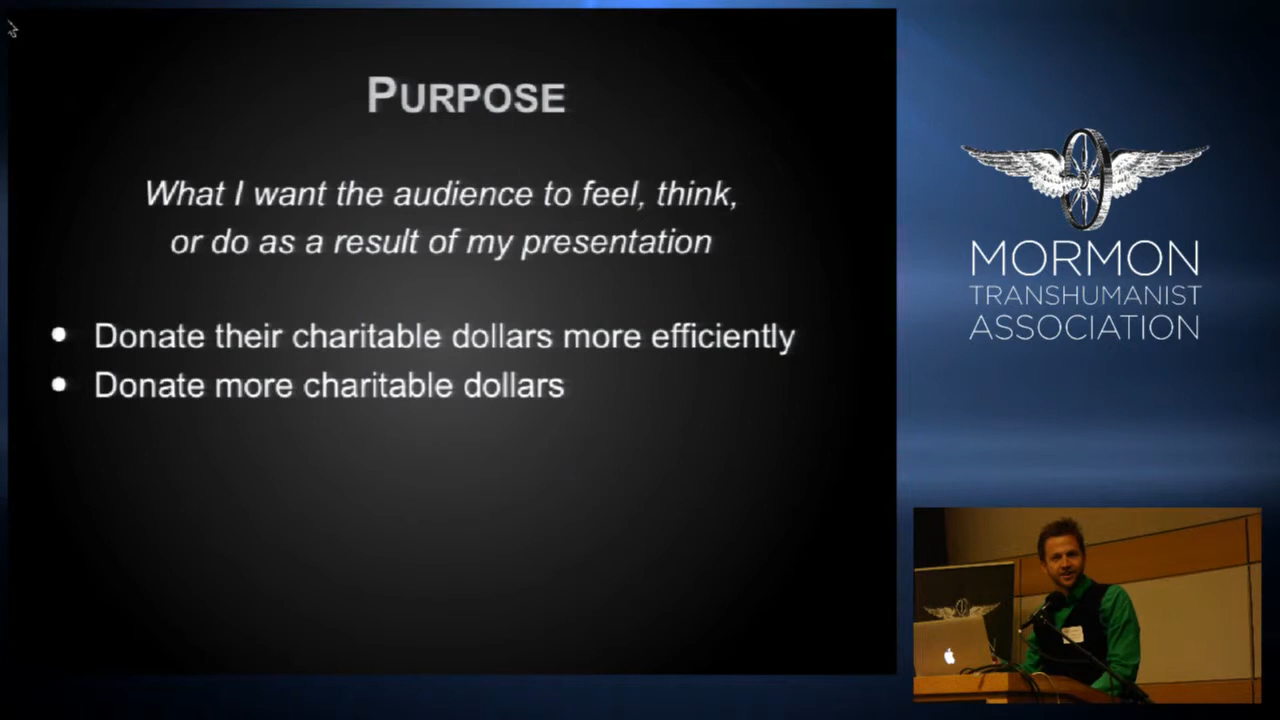 PURPOSE
What I want the audience to feel, think,
or do as a result of my presentation
• Donate their charitable dollars more efficiently
• Donate more charitable dollars
MORMON
TRANSHUMANIST
ASSOCIATION